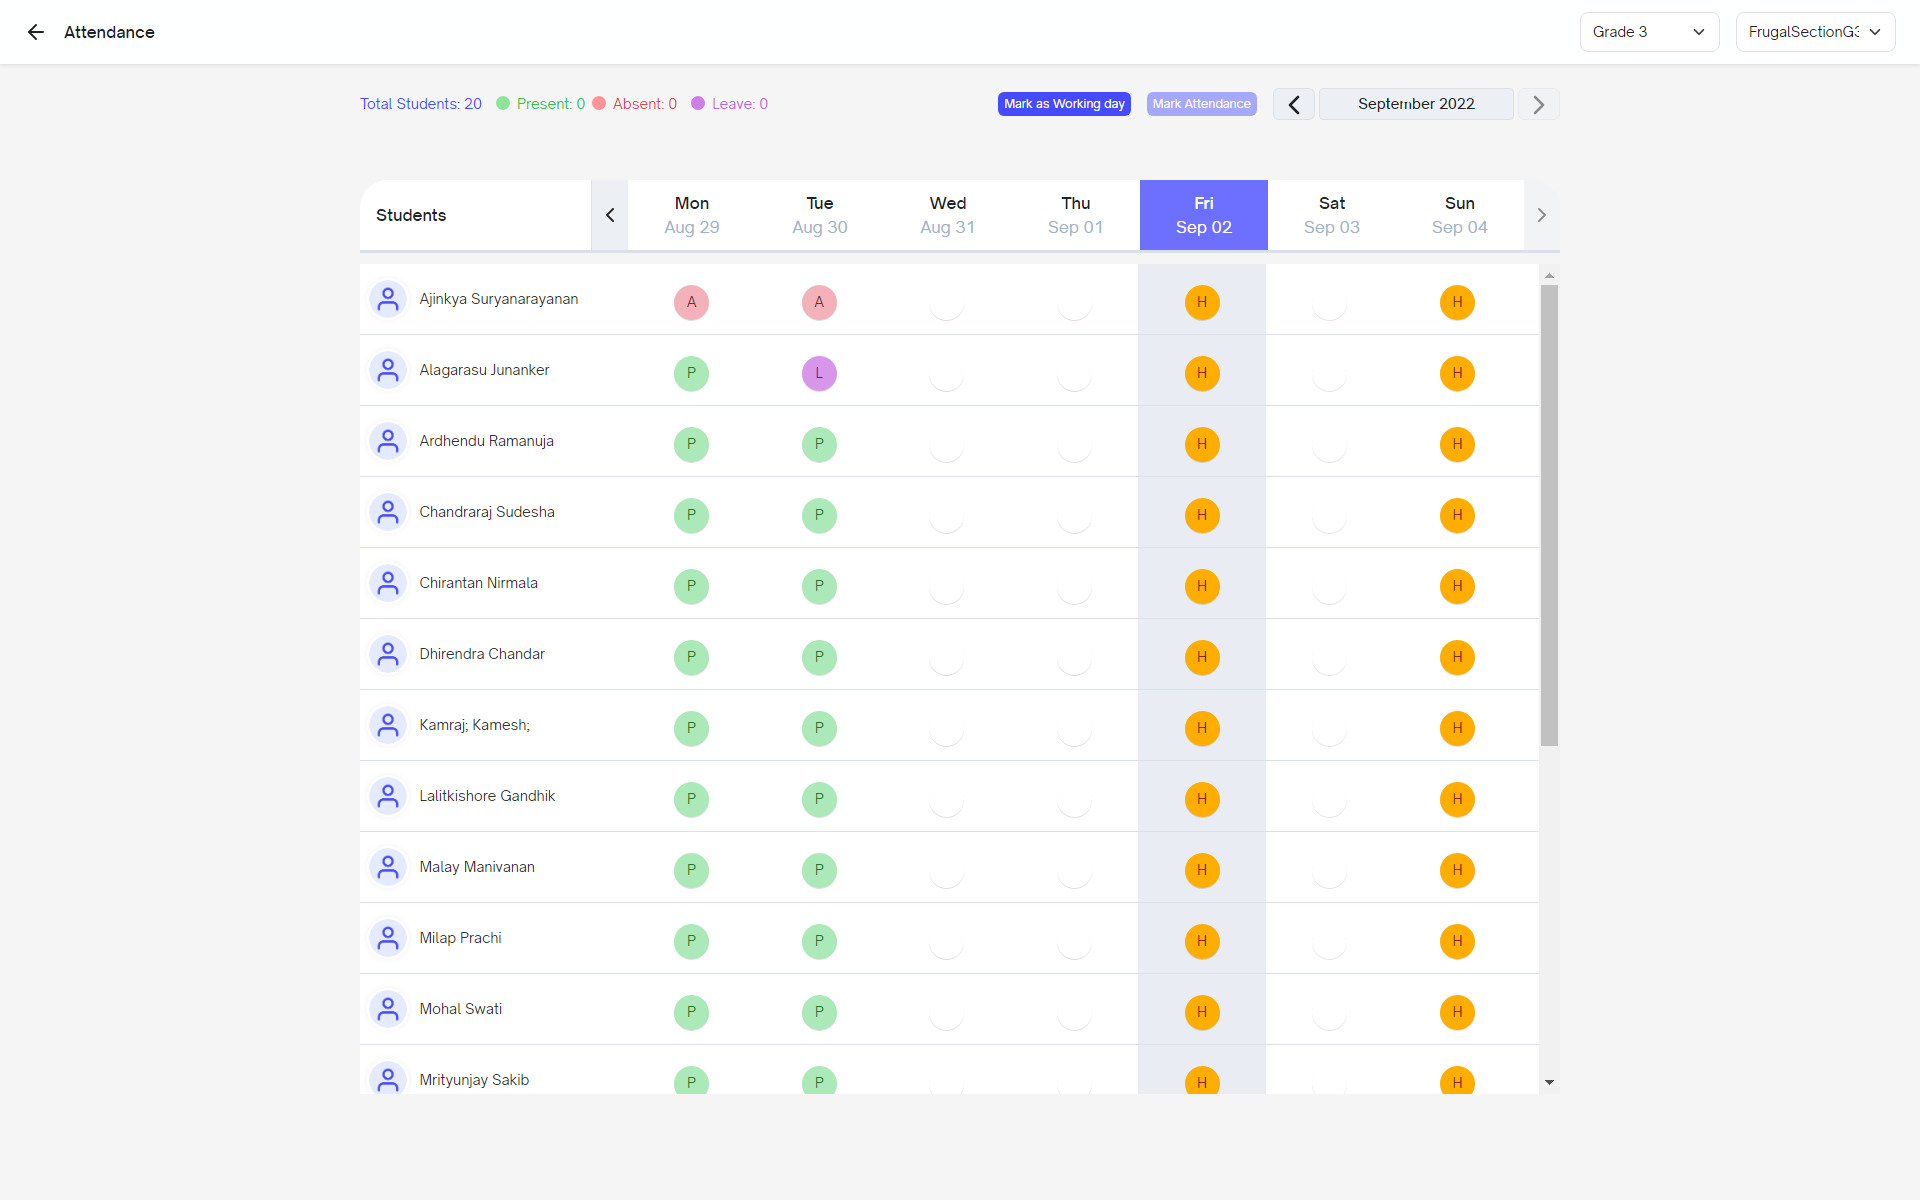 Attendance
Grade 3
FrugalSectionG3
Total Students: 20 Present: 0 Absent: 0 Leave: 0
Mark as Working day
Mark Attendance
September 2022
Students
Mon Tue Wed Thu Fri Sat Sun
Aug 29 Aug 30 Aug 31 Sep 01 Sep 02 Sep 03 Sep 04
Ajinkya Suryanarayanan A A H H
Alagarasu Junanker P L H H
Ardhendu Ramanuja P P H H
Chandraraj Sudesha P P H H
Chirantan Nirmala P P H H
Dhirendra Chandar P P H H
Kamraj; Kamesh; P P H H
Lalitkishore Gandhik P P H H
Malay Manivanan P P H H
Milap Prachi P P H H
Mohal Swati P P H H
Mrityunjay Sakib P P H H